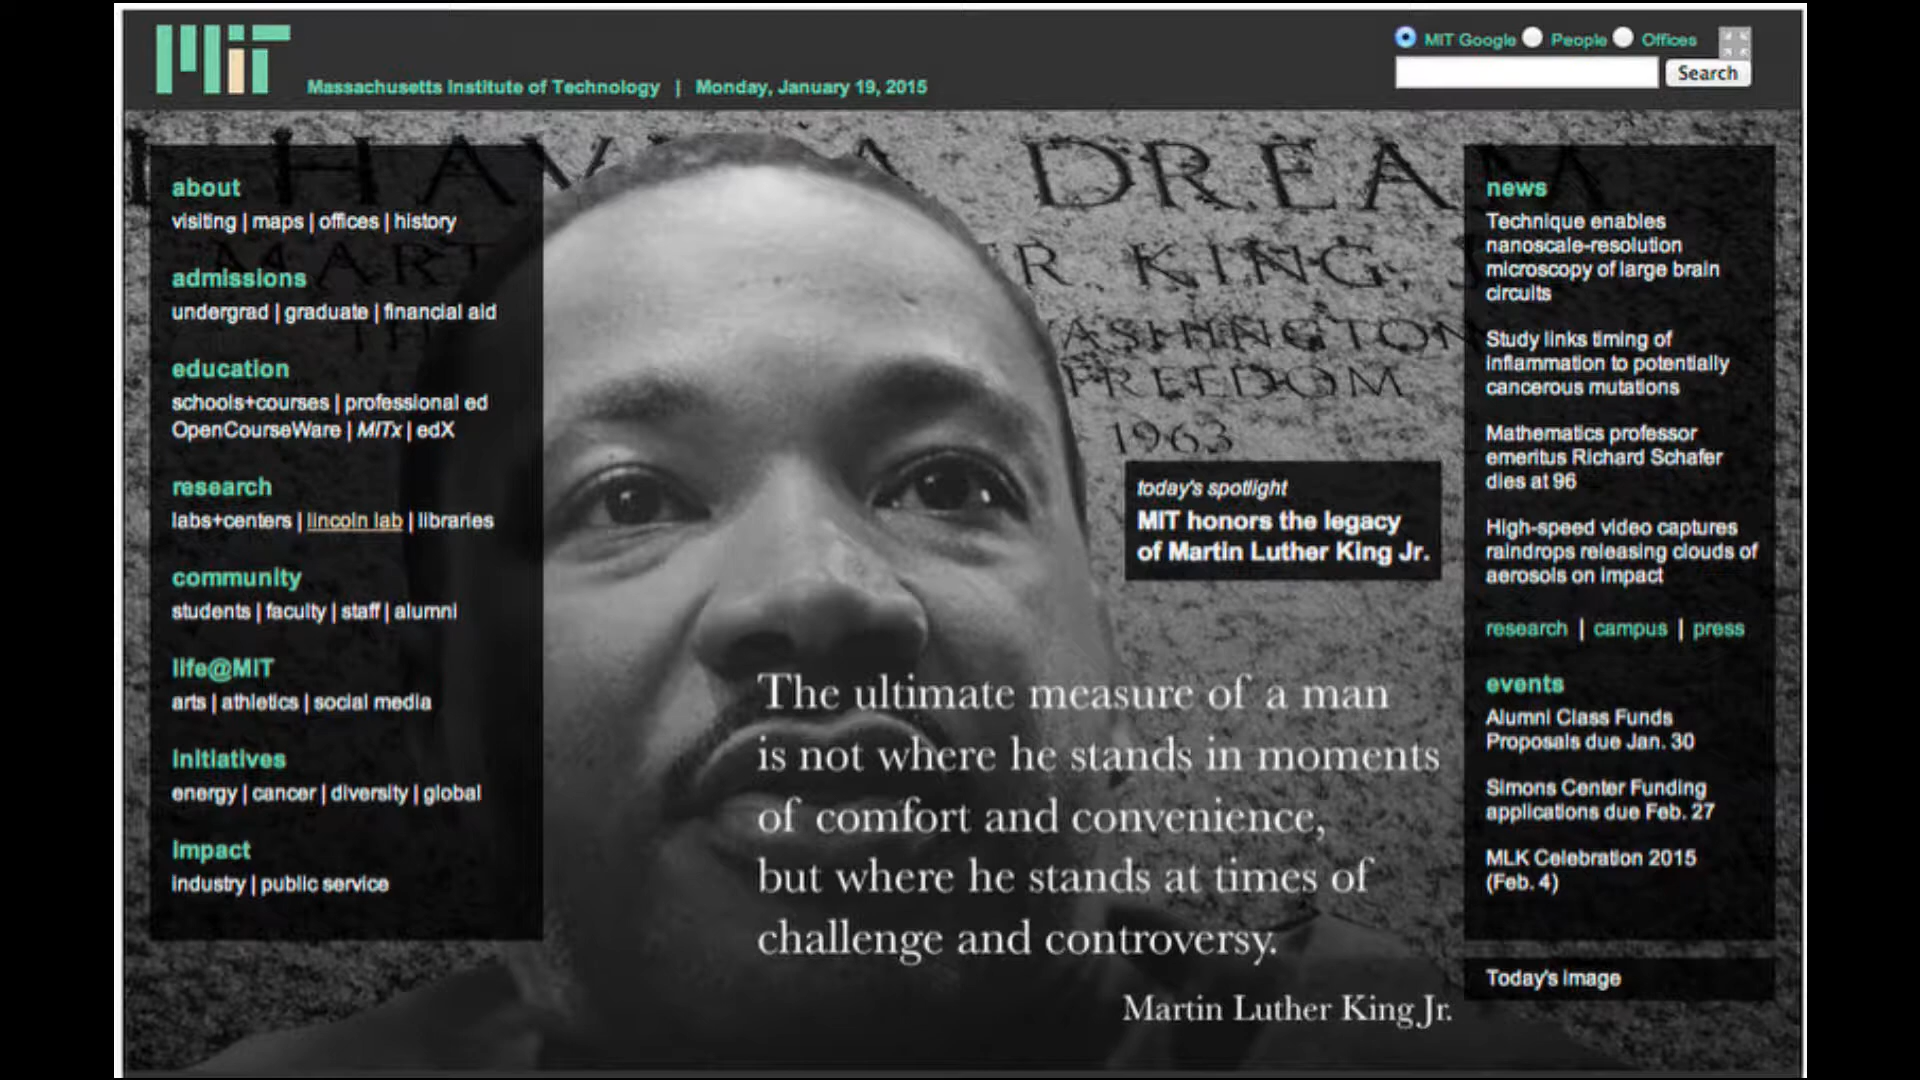 MIT
Massachusetts Institute of Technology | Monday, January 19, 2015
MIT Google People Offices
Search
about
visiting | maps | offices | history
admissions
undergrad | graduate | financial aid
education
schools+courses | professional ed
OpenCourseWare | MITx | edX
research
labs+centers | lincoln lab | libraries
community
students | faculty | staff | alumni
life@MIT
arts | athletics | social media
initiatives
energy | cancer | diversity | global
impact
industry | public service
I HAVE A DREAM
MARTIN R. KING, J
WASHINGTON
FREEDOM
1963
today's spotlight
MIT honors the legacy
of Martin Luther King Jr.
The ultimate measure of a man
is not where he stands in moments
of comfort and convenience,
but where he stands at times of
challenge and controversy.
Martin Luther King Jr.
news
Technique enables
nanoscale-resolution
microscopy of large brain
circuits
Study links timing of
inflammation to potentially
cancerous mutations
Mathematics professor
emeritus Richard Schafer
dies at 96
High-speed video captures
raindrops releasing clouds of
aerosols on impact
research | campus | press
events
Alumni Class Funds
Proposals due Jan. 30
Simons Center Funding
applications due Feb. 27
MLK Celebration 2015
(Feb. 4)
Today's image